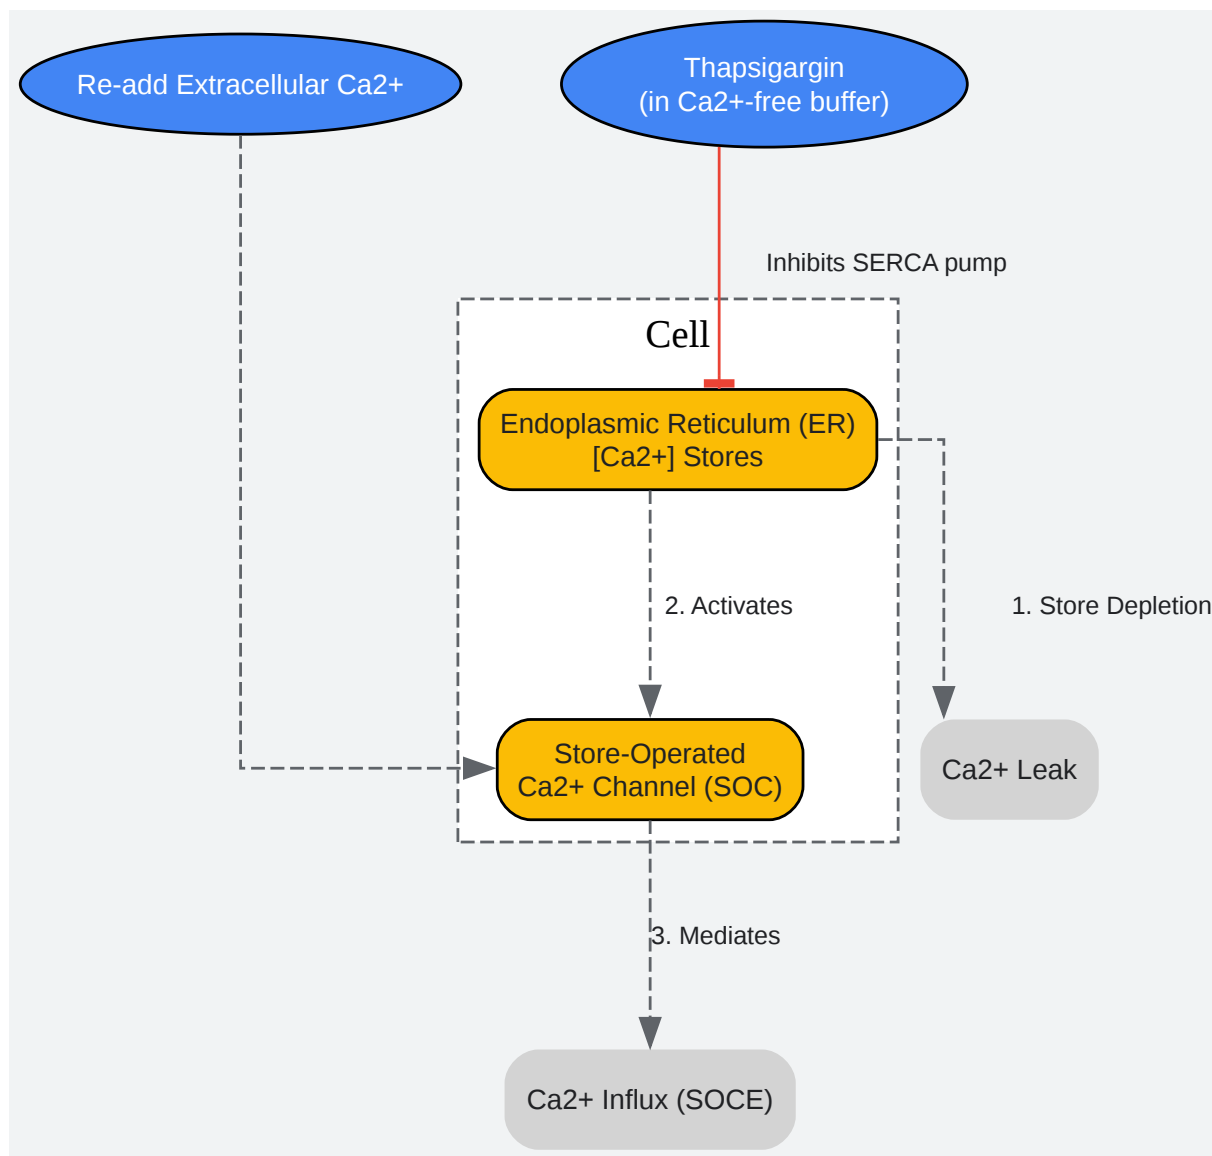 Re-add Extracellular Ca2+
Thapsigargin
(in Ca2+-free buffer)
Inhibits SERCA pump
Cell
Endoplasmic Reticulum (ER)
[Ca2+] Stores
2. Activates
1. Store Depletion
Store-Operated
Ca2+ Channel (SOC)
Ca2+ Leak
3. Mediates
Ca2+ Influx (SOCE)